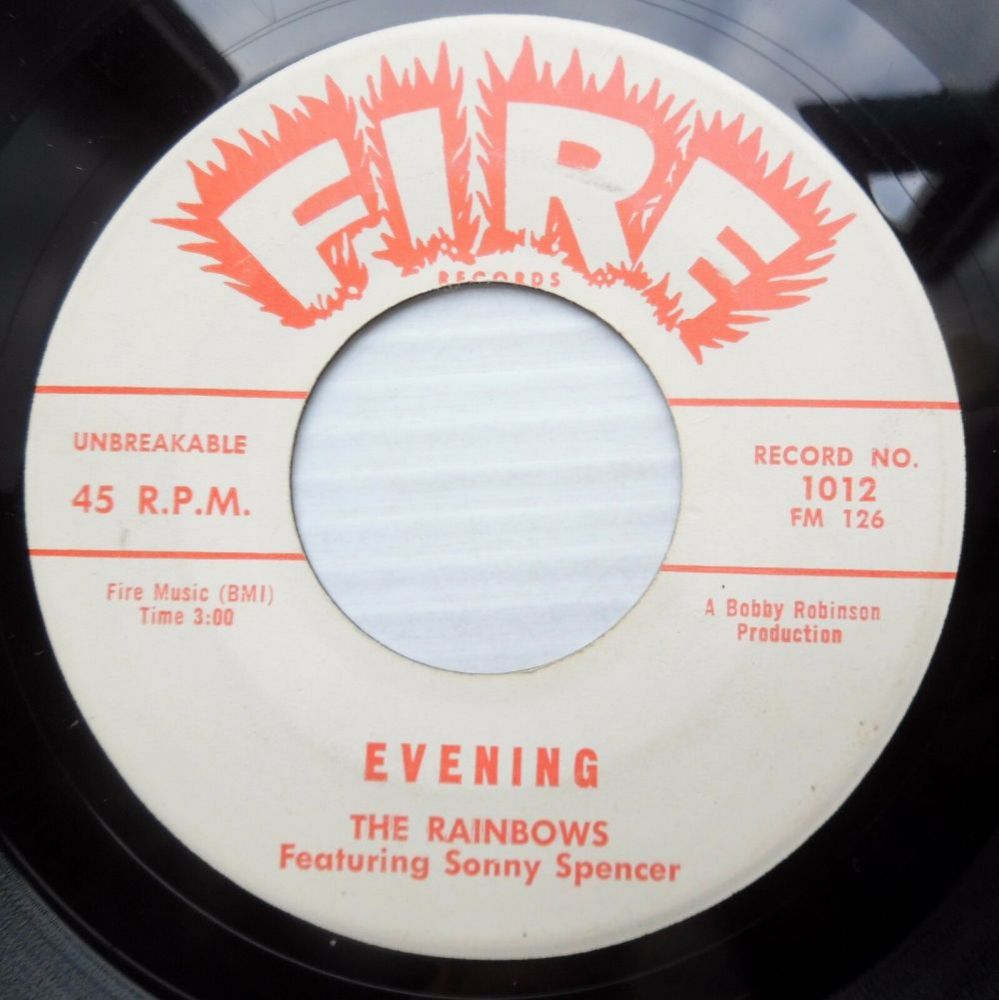 FIRE
RECORDS
UNBREAKABLE
45 R.P.M.
RECORD NO.
1012
FM 126
Fire Music (BMI)
Time 3:00
A Bobby Robinson
Production
EVENING
THE RAINBOWS
Featuring Sonny Spencer